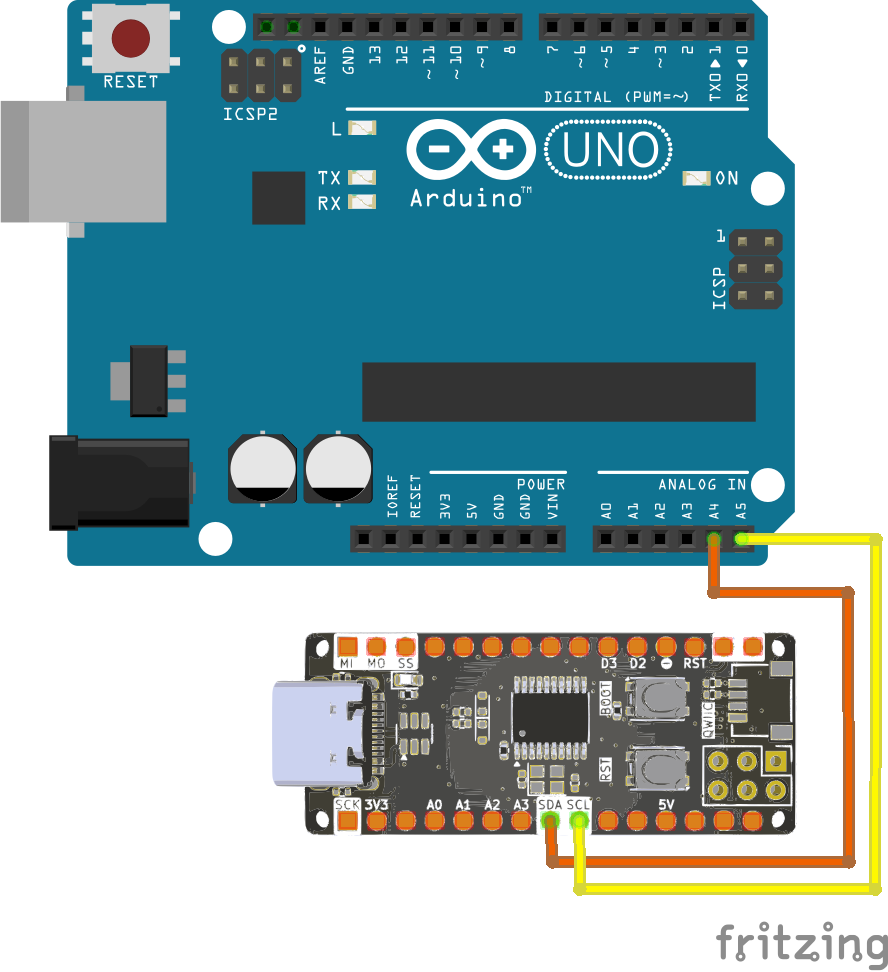 RESET
ICSP2
AREF
GND
13
12
~11
~10
~9
8
7
~6
~5
4
~3
2
TX0▶1
RX0◀0
DIGITAL (PWM=~)
L
TX
RX
Arduino™
UNO
ON
1
ICSP
IOREF
RESET
3V3
5V
GND
GND
VIN
POWER
ANALOG IN
A0
A1
A2
A3
A4
A5
MI MO SS D3 D2 RST
BOOT
QWIIC
RST
SCK 3V3 A0 A1 A2 A3 SDA SCL 5V
fritzing